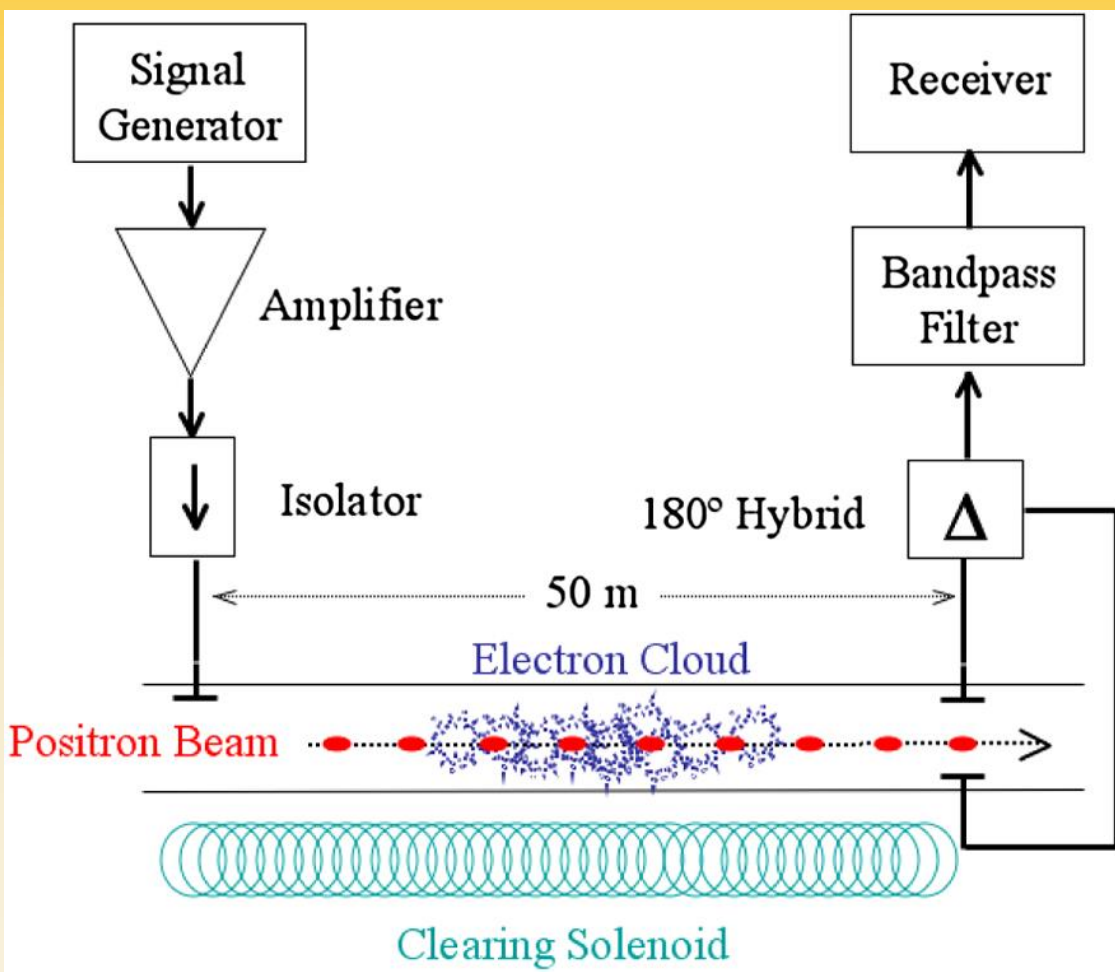 Signal
Generator
Receiver
Amplifier
Bandpass
Filter
Isolator
180° Hybrid
Δ
50 m
Electron Cloud
Positron Beam
Clearing Solenoid